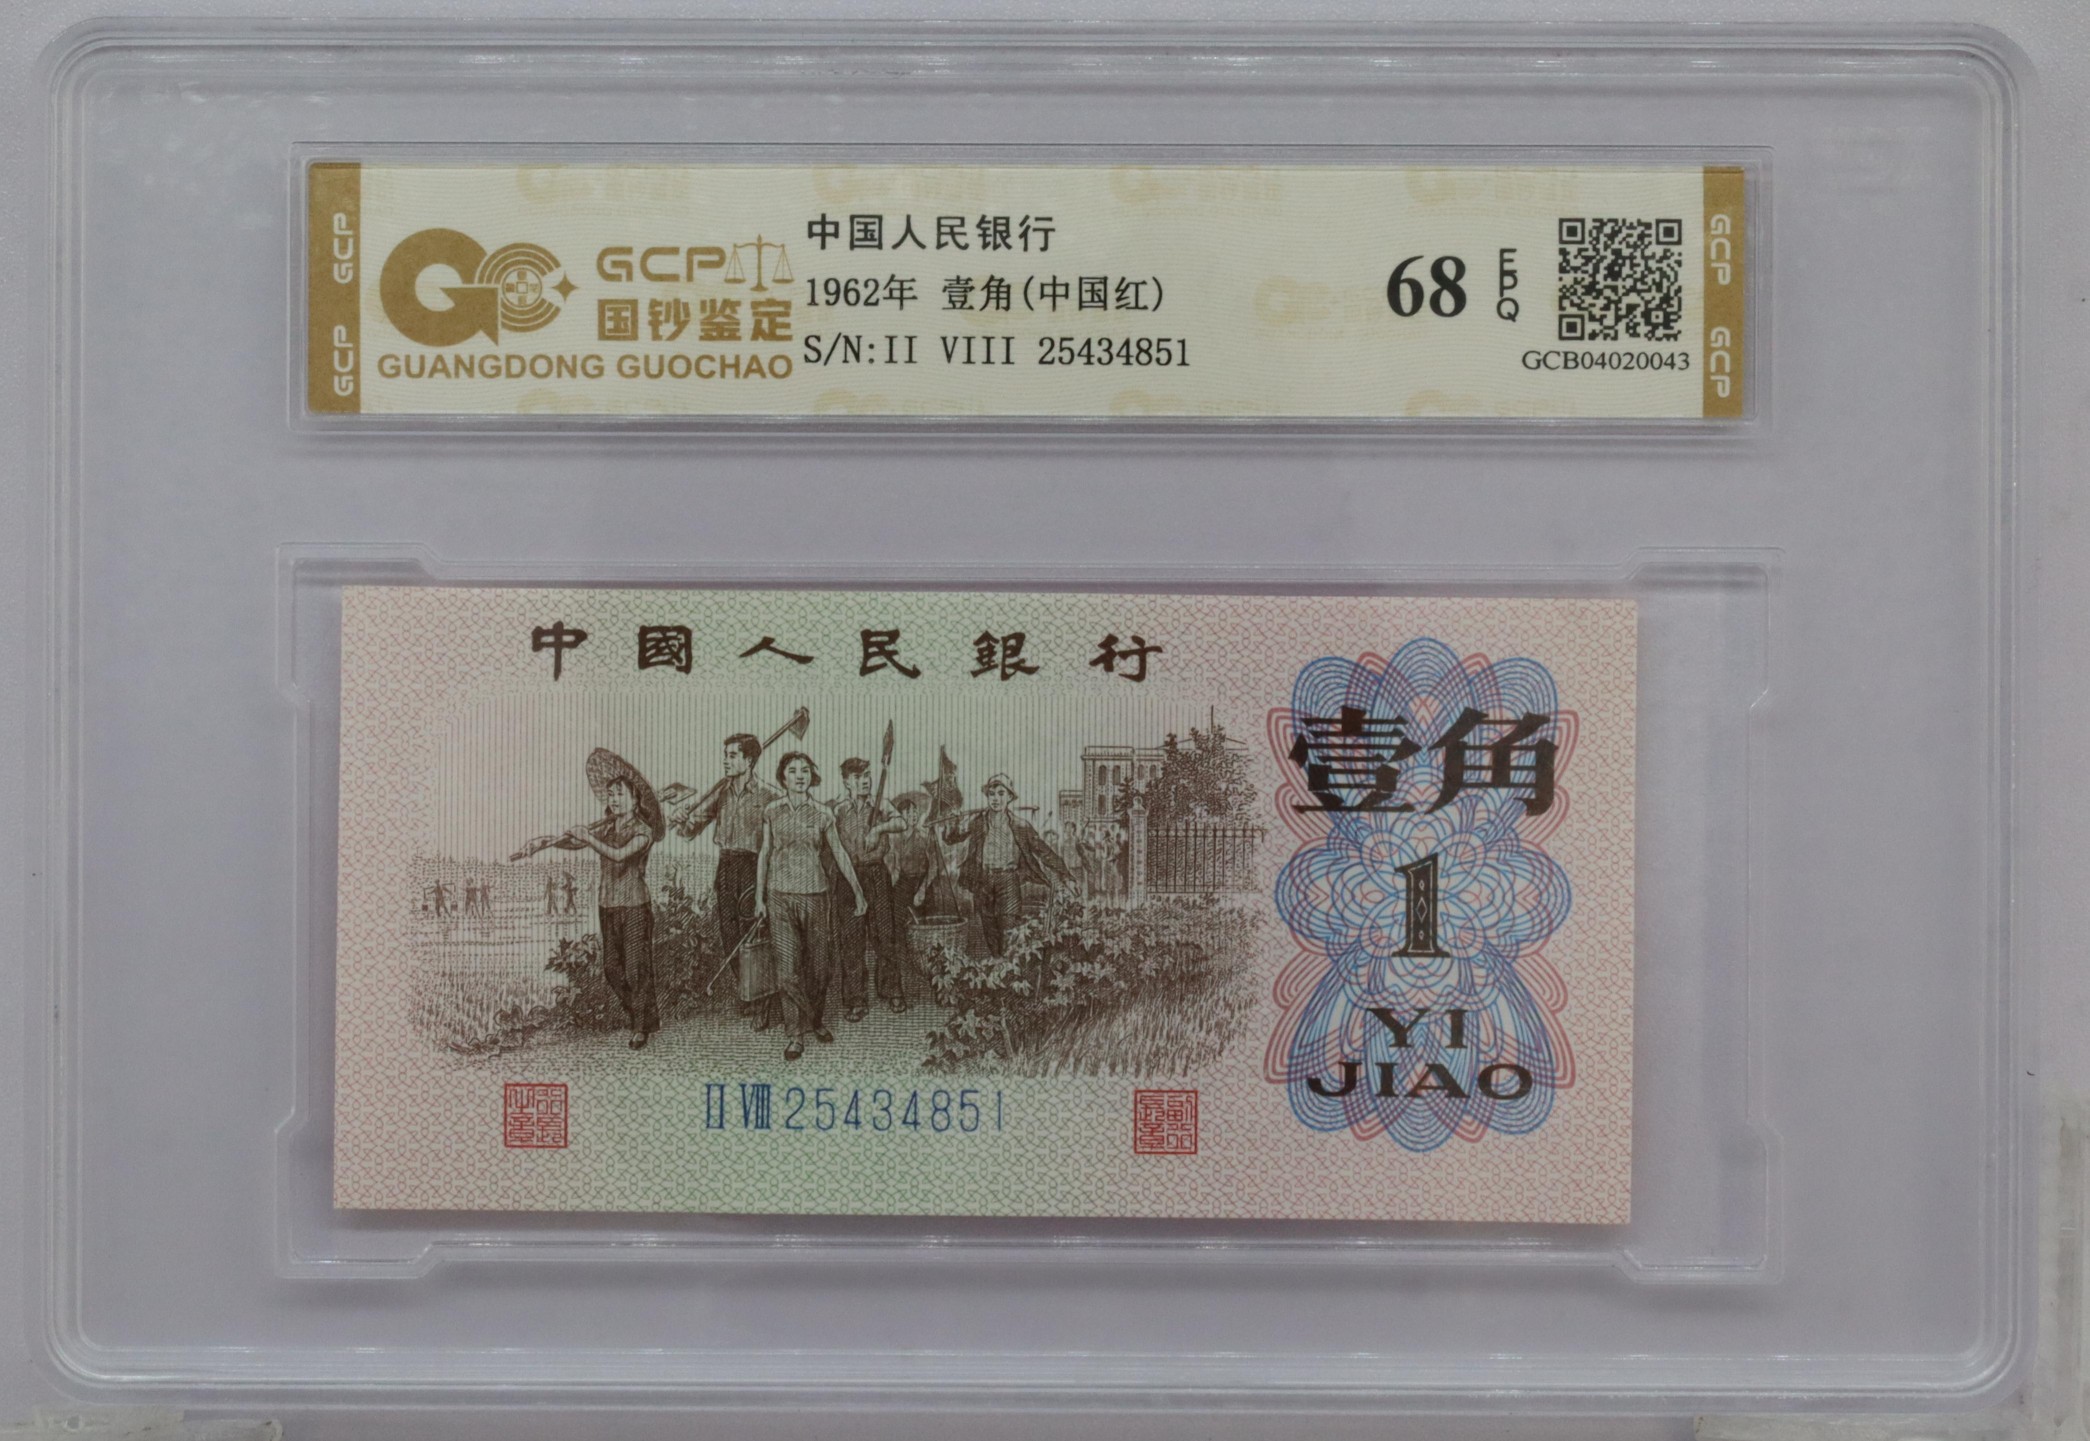 GCP
GCP
GCP
国钞鉴定
GUANGDONG GUOCHAO
中国人民银行
1962年 壹角(中国红)
S/N:II VIII 25434851
68
EPQ
GCB04020043
GCP
GCP
中國人民銀行
壹角
1
YI
JIAO
II VIII 25434851